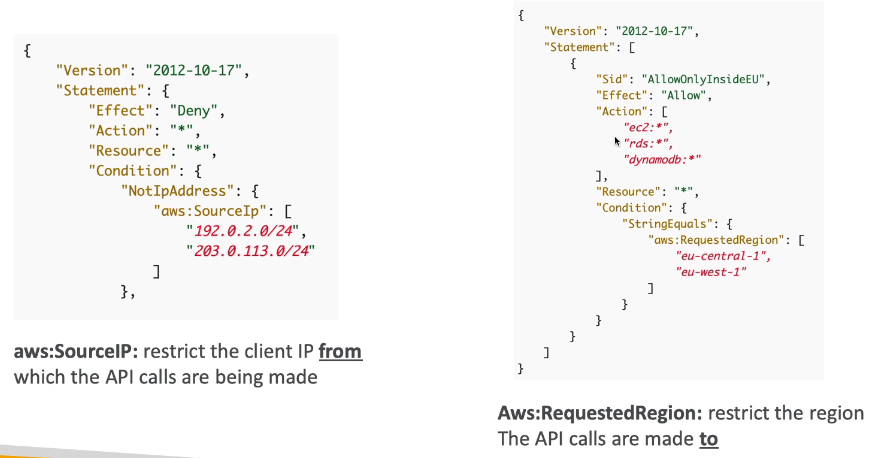 {
"Version": "2012-10-17",
"Statement": {
"Effect": "Deny",
"Action": "*",
"Resource": "*",
"Condition": {
"NotIpAddress": {
"aws:SourceIp": [
"192.0.2.0/24",
"203.0.113.0/24"
]
},
aws:SourceIP: restrict the client IP from
which the API calls are being made
{
"Version": "2012-10-17",
"Statement": [
{
"Sid": "AllowOnlyInsideEU",
"Effect": "Allow",
"Action": [
"ec2:*",
"rds:*",
"dynamodb:*"
],
"Resource": "*",
"Condition": {
"StringEquals": {
"aws:RequestedRegion": [
"eu-central-1",
"eu-west-1"
]
}
}
}
]
}
Aws:RequestedRegion: restrict the region
The API calls are made to